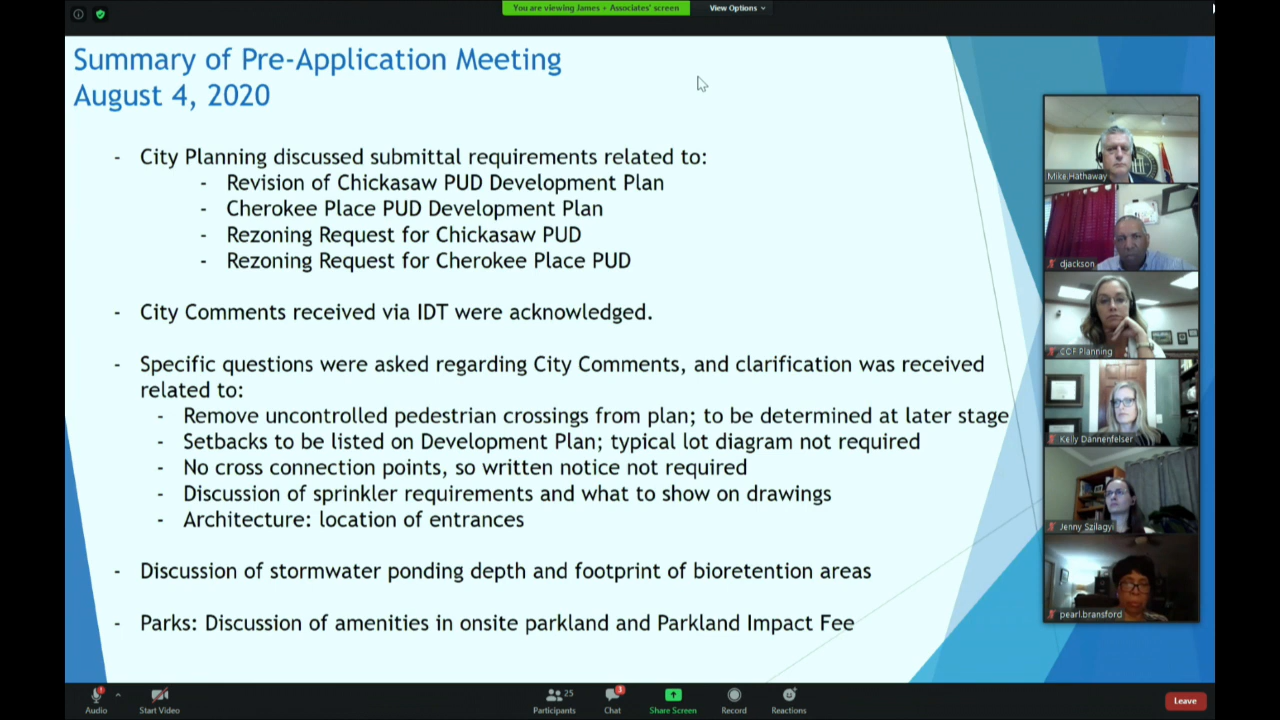 You are viewing James + Associates' screen View Options
Summary of Pre-Application Meeting
August 4, 2020
- City Planning discussed submittal requirements related to:
- Revision of Chickasaw PUD Development Plan
- Cherokee Place PUD Development Plan
- Rezoning Request for Chickasaw PUD
- Rezoning Request for Cherokee Place PUD
- City Comments received via IDT were acknowledged.
- Specific questions were asked regarding City Comments, and clarification was received
related to:
- Remove uncontrolled pedestrian crossings from plan; to be determined at later stage
- Setbacks to be listed on Development Plan; typical lot diagram not required
- No cross connection points, so written notice not required
- Discussion of sprinkler requirements and what to show on drawings
- Architecture: location of entrances
- Discussion of stormwater ponding depth and footprint of bioretention areas
- Parks: Discussion of amenities in onsite parkland and Parkland Impact Fee
Mike Hathaway
djackson
COF Planning
Kelly Dannenfelser
Jenny Szilagyi
pearl.bransford
Audio Start Video Participants 25 Chat 3 Share Screen Record Reactions Leave